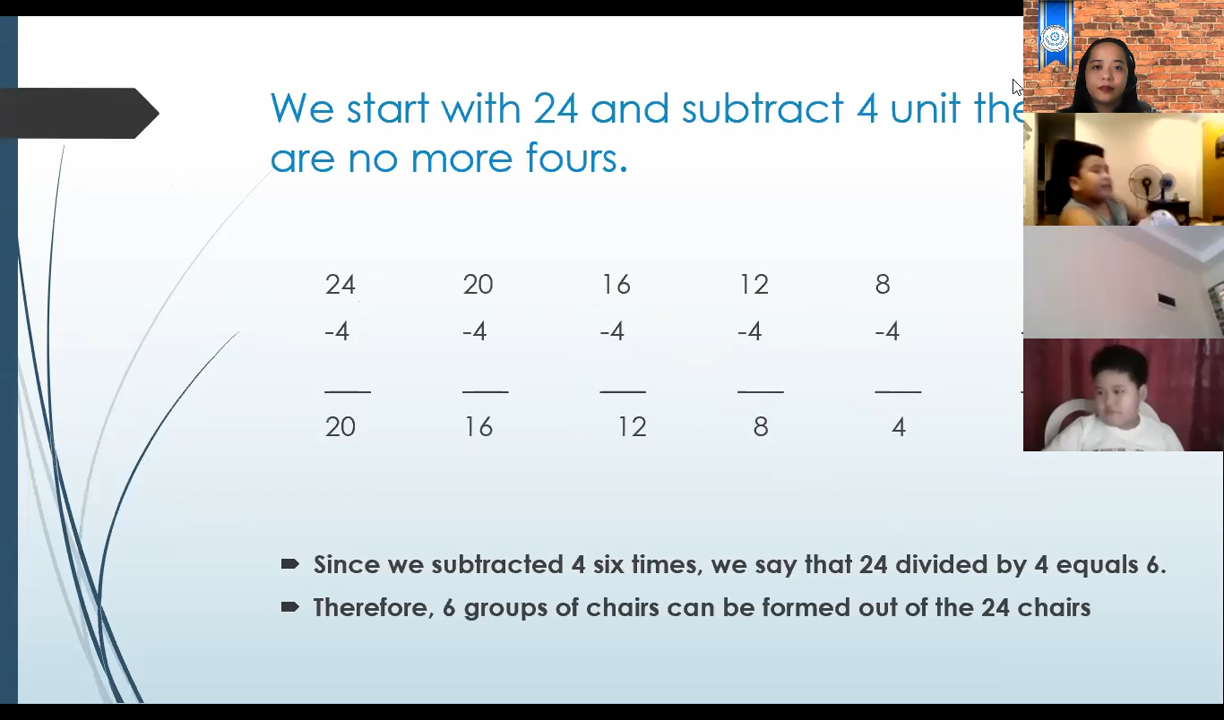 We start with 24 and subtract 4 unit the
are no more fours.
24 20 16 12 8
-4 -4 -4 -4 -4
20 16 12 8 4
Since we subtracted 4 six times, we say that 24 divided by 4 equals 6.
Therefore, 6 groups of chairs can be formed out of the 24 chairs